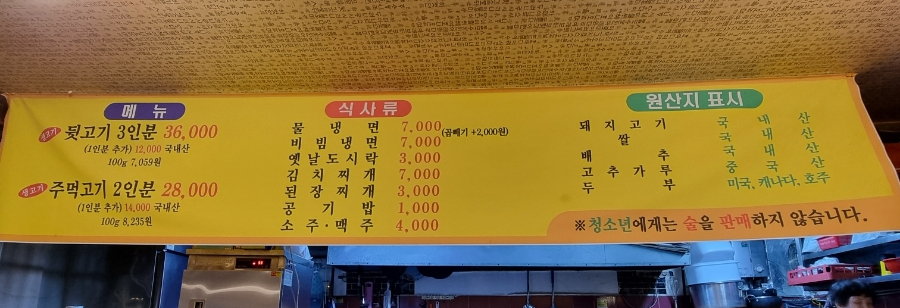 메 뉴
생고기 뒷고기 3인분 36,000
(1인분 추가) 12,000 국내산
100g 7,059원
생고기 주먹고기 2인분 28,000
(1인분 추가) 14,000 국내산
100g 8,235원
식 사 류
물 냉 면 7,000 (곱빼기 +2,000원)
비 빔 냉 면 7,000
옛 날 도 시 락 3,000
김 치 찌 개 7,000
된 장 찌 개 3,000
공 기 밥 1,000
소 주 · 맥 주 4,000
원산지 표시
돼 지 고 기 국 내 산
쌀 국 내 산
배 추 국 내 산
고 추 가 루 중 국 산
두 부 미국, 캐나다, 호주
※ 청소년에게는 술을 판매하지 않습니다.